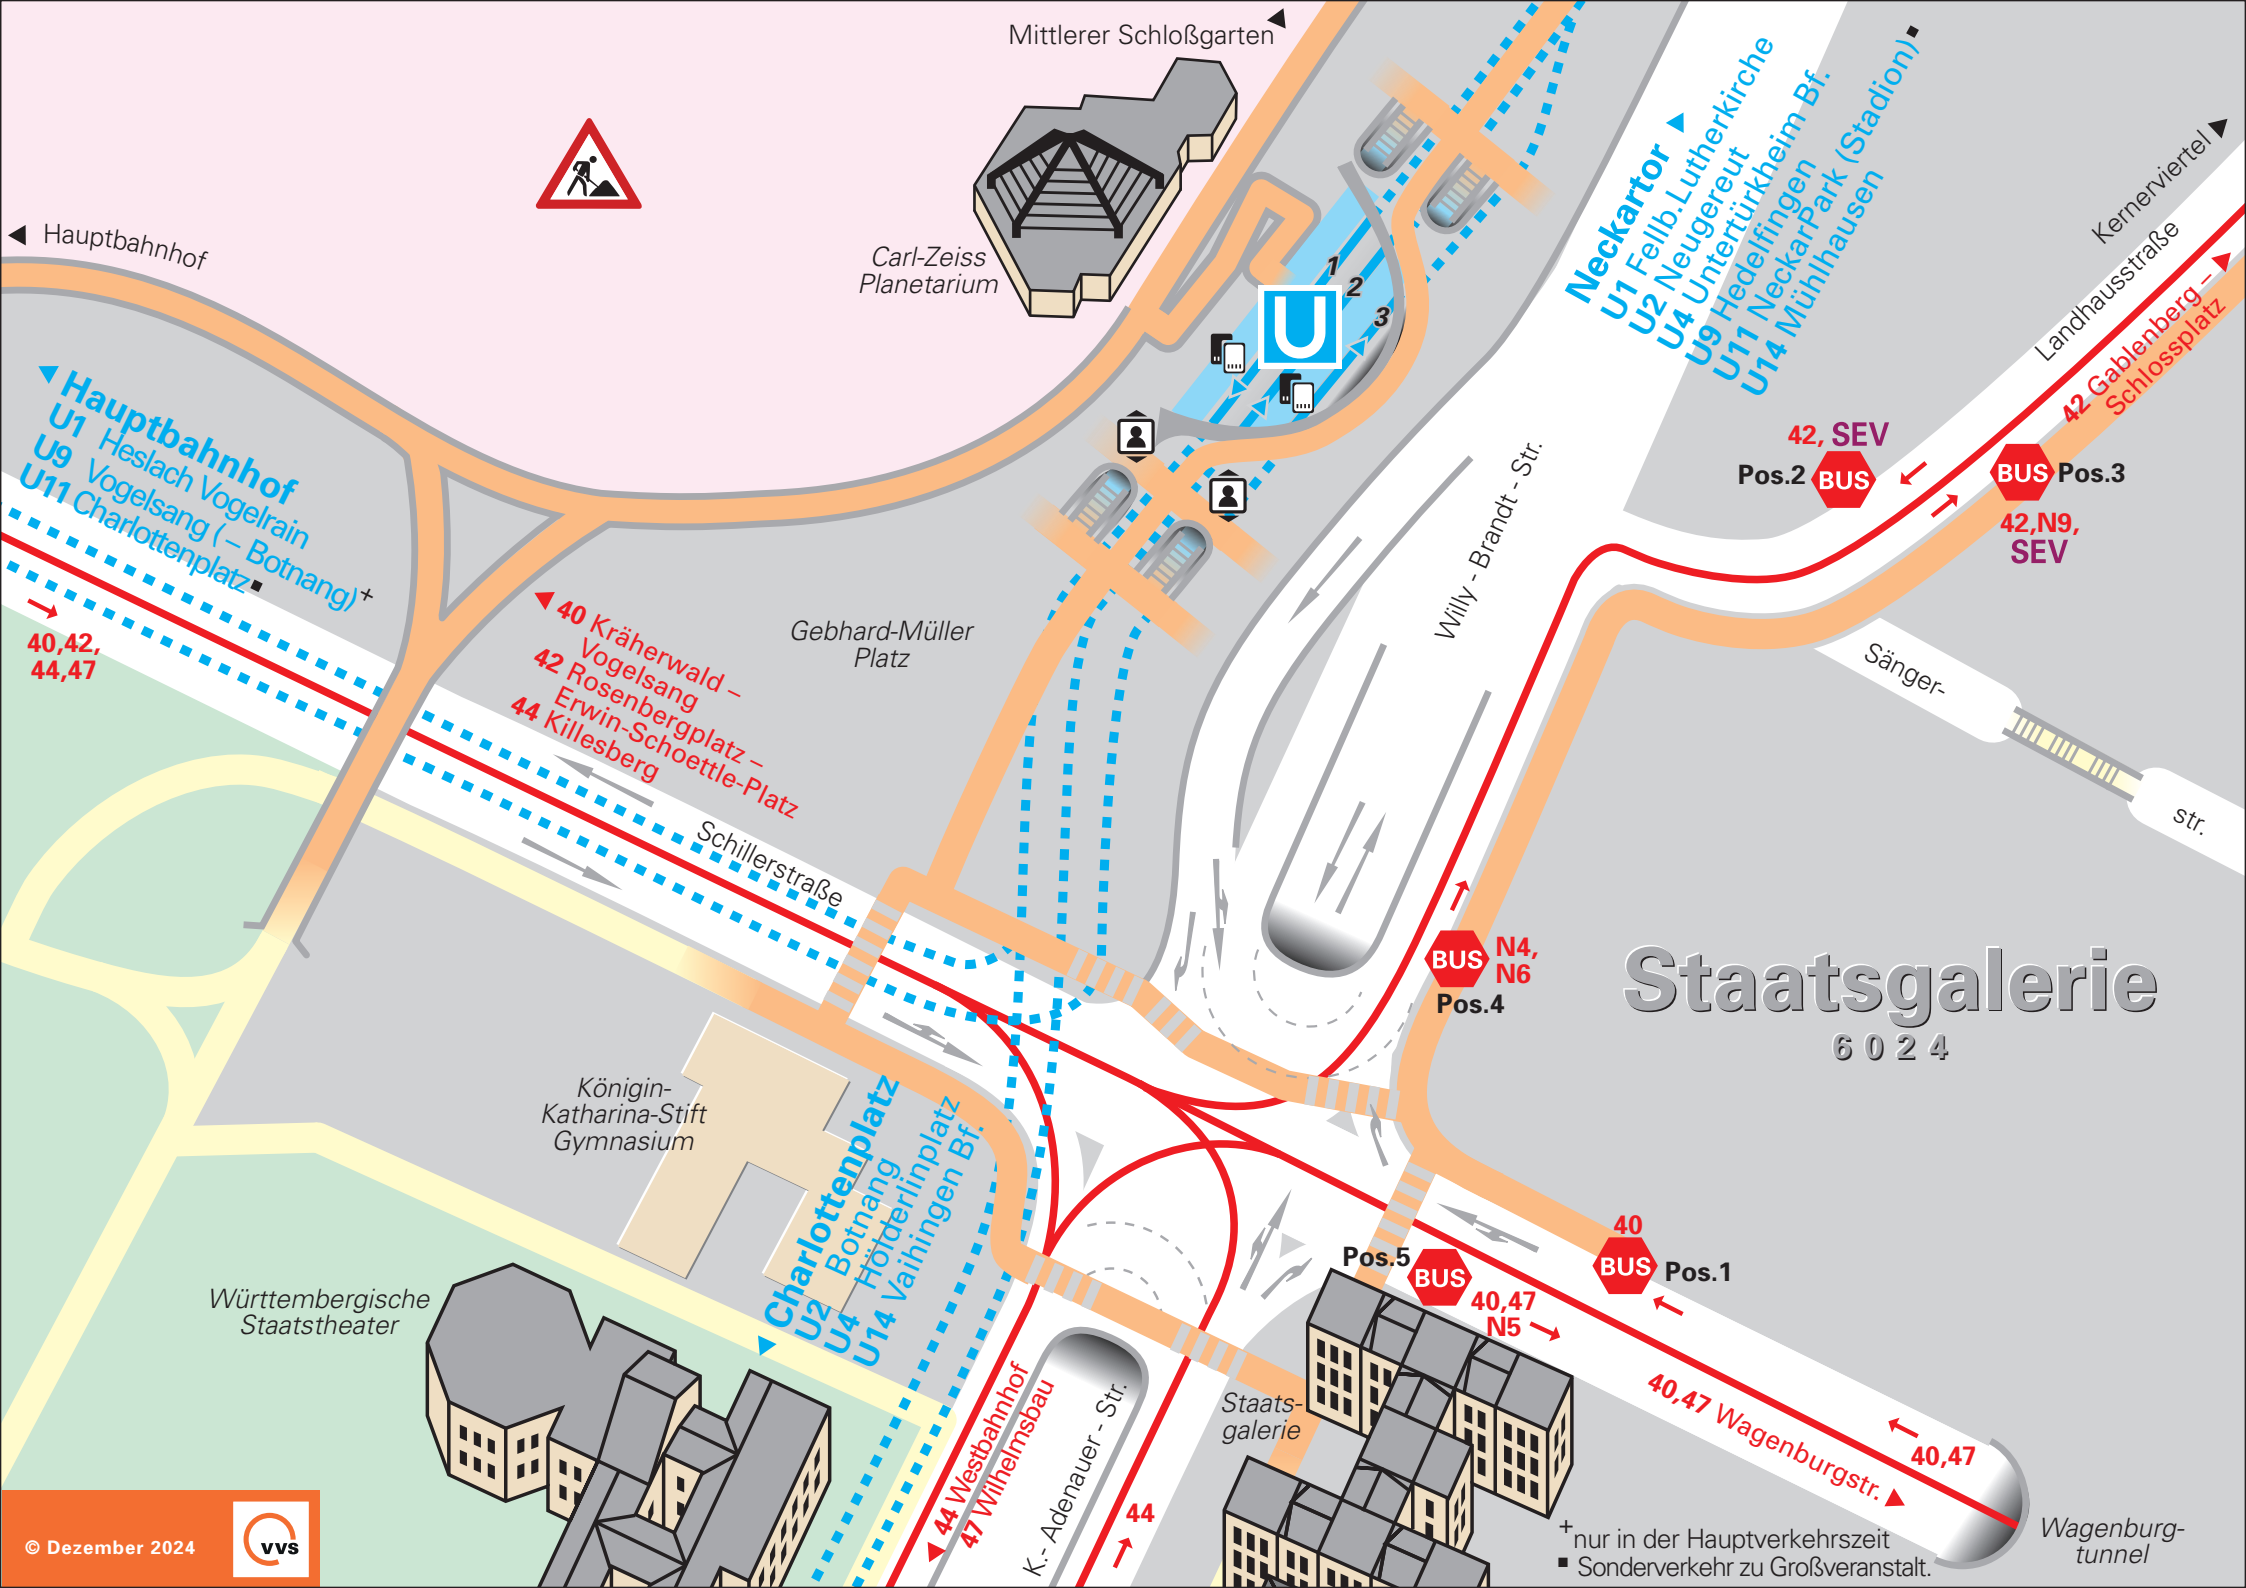 Mittlerer Schloßgarten
Hauptbahnhof
Carl-Zeiss
Planetarium
1
2
3
U
Neckartor
U1 Fellb.Lutherkirche
U2 Neugereut
U4 Untertürkheim Bf.
U9 Hedelfingen
U11 NeckarPark (Stadion)▪
U14 Mühlhausen
Kernerviertel
Landhausstraße
42 Gablenberg –
Schlossplatz
Hauptbahnhof
U1 Heslach Vogelrain
U9 Vogelsang (– Botnang)+
U11 Charlottenplatz▪
40,42,
44,47
40 Kräherwald –
Vogelsang
42 Rosenbergplatz –
Erwin-Schoettle-Platz
44 Killesberg
Gebhard-Müller
Platz
Willy - Brandt - Str.
42, SEV
Pos.2
BUS
BUS
Pos.3
42,N9,
SEV
Sänger-
str.
Schillerstraße
BUS
N4,
N6
Pos.4
Staatsgalerie
6024
Königin-
Katharina-Stift
Gymnasium
Charlottenplatz
U2 Botnang
U4 Hölderlinplatz
U14 Vaihingen Bf.
Württembergische
Staatstheater
40
BUS
Pos.1
Pos.5
BUS
40,47
N5
40,47 Wagenburgstr.
40,47
Staats-
galerie
44 Westbahnhof
47 Wilhelmsbau
K.- Adenauer - Str.
44
Wagenburg-
tunnel
+nur in der Hauptverkehrszeit
▪ Sonderverkehr zu Großveranstalt.
© Dezember 2024
vvs